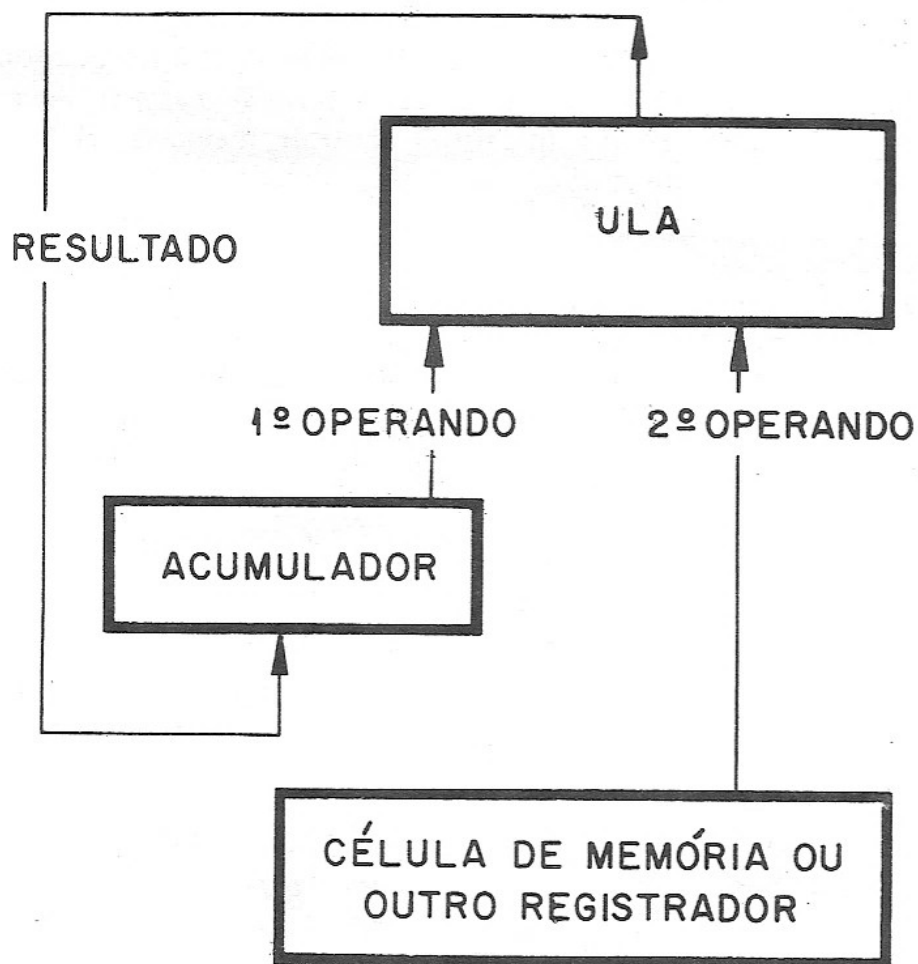 ULA
RESULTADO
1º OPERANDO
2º OPERANDO
ACUMULADOR
CÉLULA DE MEMÓRIA OU
OUTRO REGISTRADOR